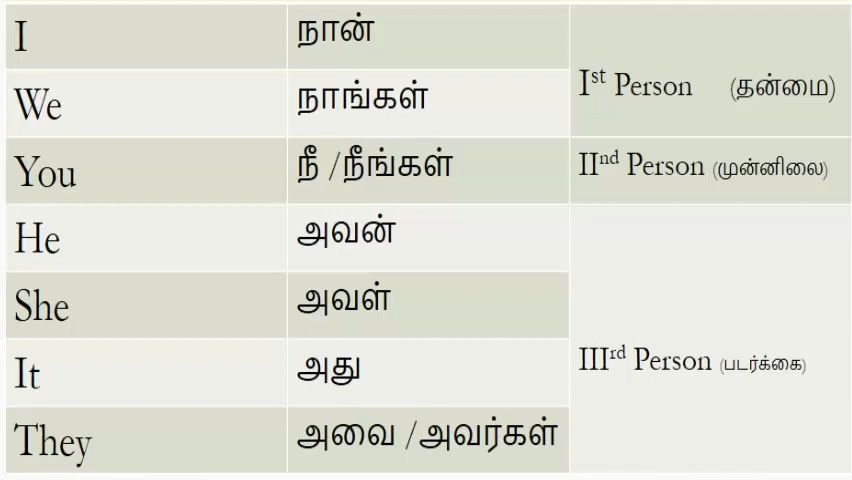 I நான்
We நாங்கள் Ist Person (தன்மை)
You நீ /நீங்கள் IInd Person (முன்னிலை)
He அவன்
She அவள்
It அது IIIrd Person (படர்க்கை)
They அவை /அவர்கள்